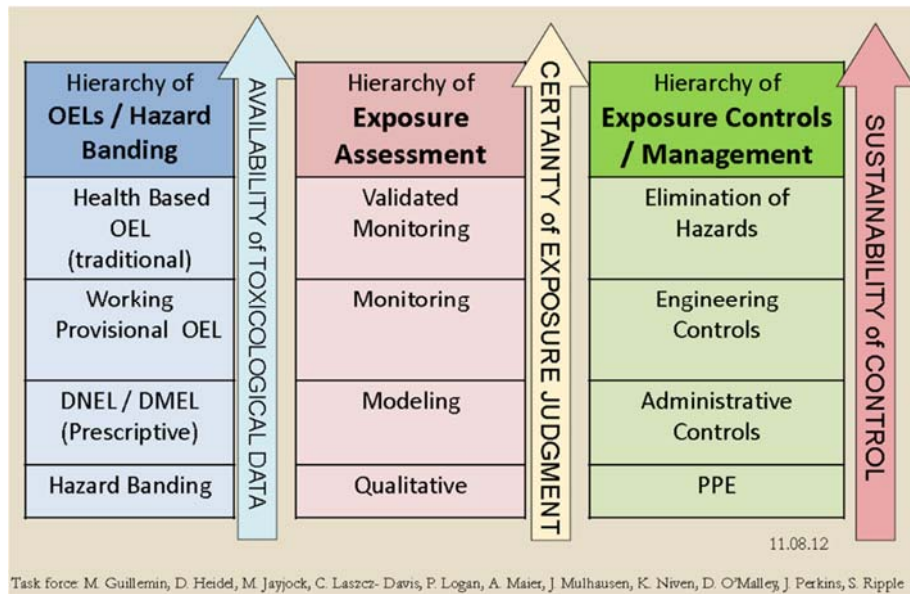 Hierarchy of
OELs / Hazard
Banding
Health Based
OEL
(traditional)
Working
Provisional OEL
DNEL / DMEL
(Prescriptive)
Hazard Banding
AVAILABILITY of TOXICOLOGICAL DATA
Hierarchy of
Exposure
Assessment
Validated
Monitoring
Monitoring
Modeling
Qualitative
CERTAINTY of EXPOSURE JUDGMENT
Hierarchy of
Exposure Controls
/ Management
Elimination of
Hazards
Engineering
Controls
Administrative
Controls
PPE
SUSTAINABILITY of CONTROL
11.08.12
Task force: M. Guillemin, D. Heidel, M. Jayjock, C. Laszcz- Davis, P. Logan, A. Maier, J. Mulhausen, K. Niven, D. O'Malley, J. Perkins, S. Ripple